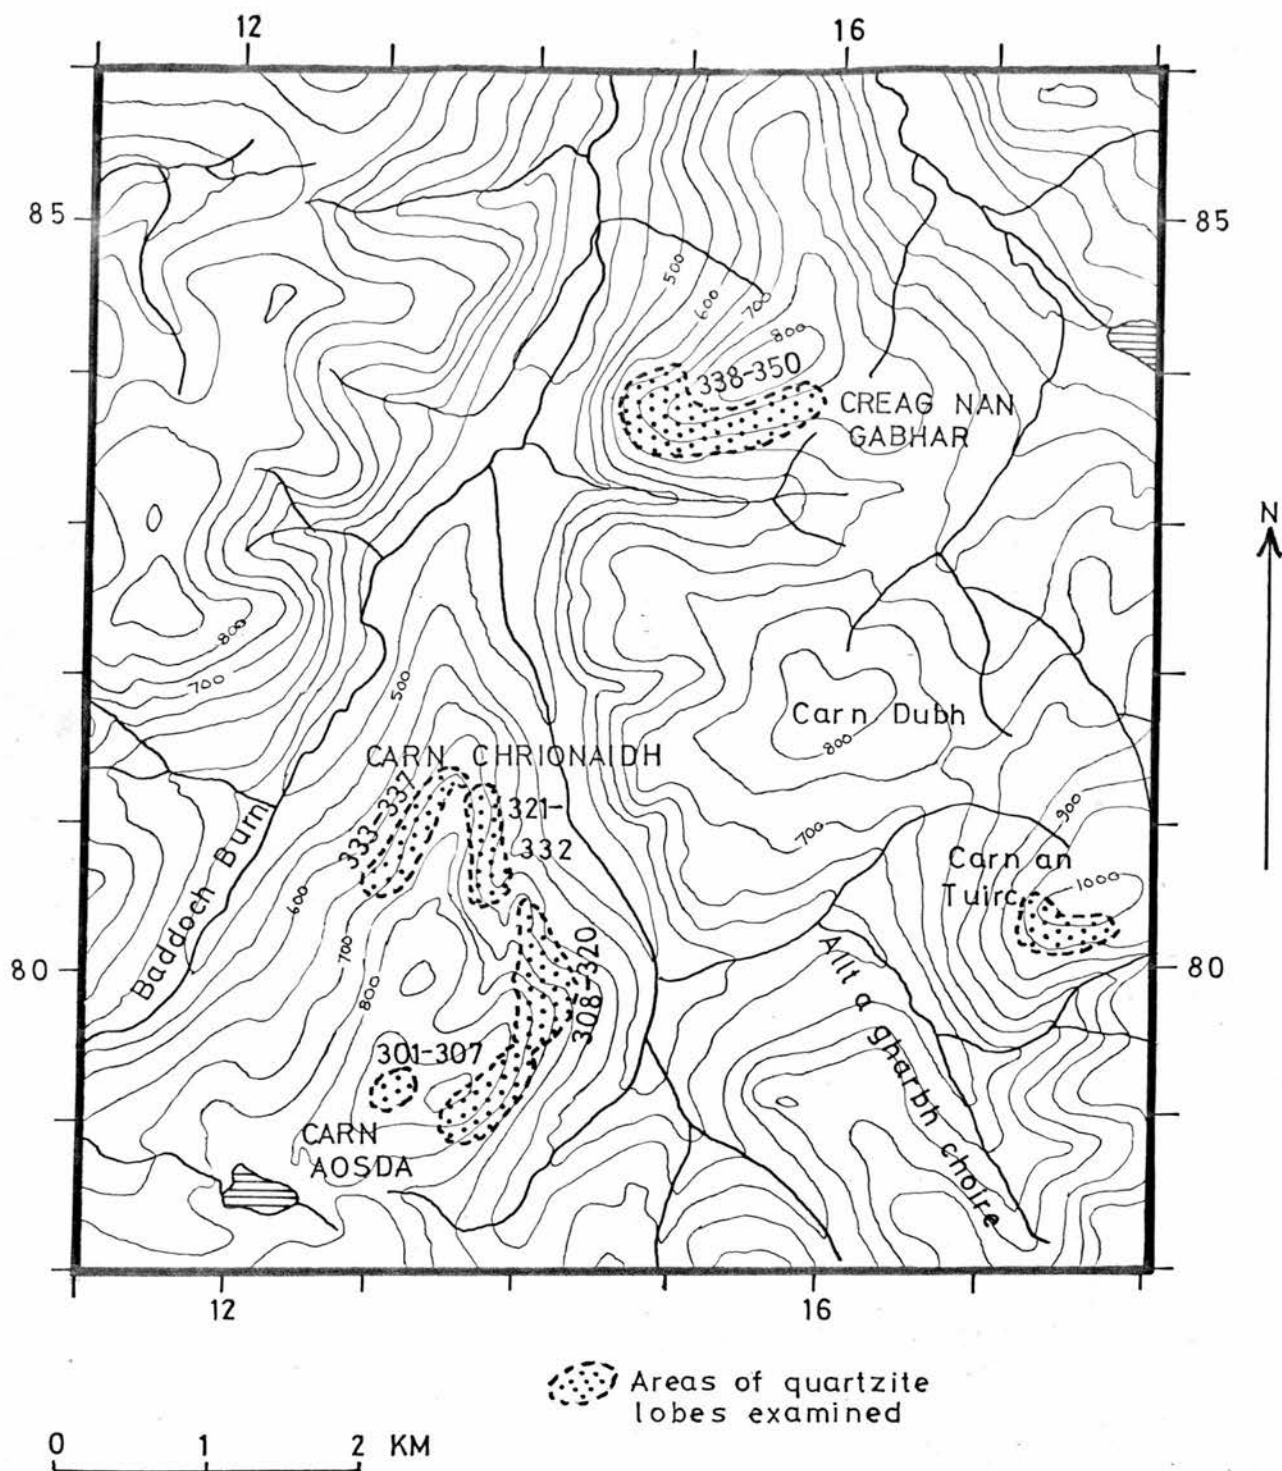 12
16
85
85
500
600
700
800
338-350
CREAG NAN
GABHAR
N
800
700
500
Carn Dubh
800
CARN CHRIONAIDH
333-337
321-
332
900
700
Baddoch Burn
Carn an
Tuirc
1000
600
700
80
80
800
308-320
Allt a gharbh choire
301-307
CARN
AOSDA
12
16
Areas of quartzite
lobes examined
0 1 2 KM